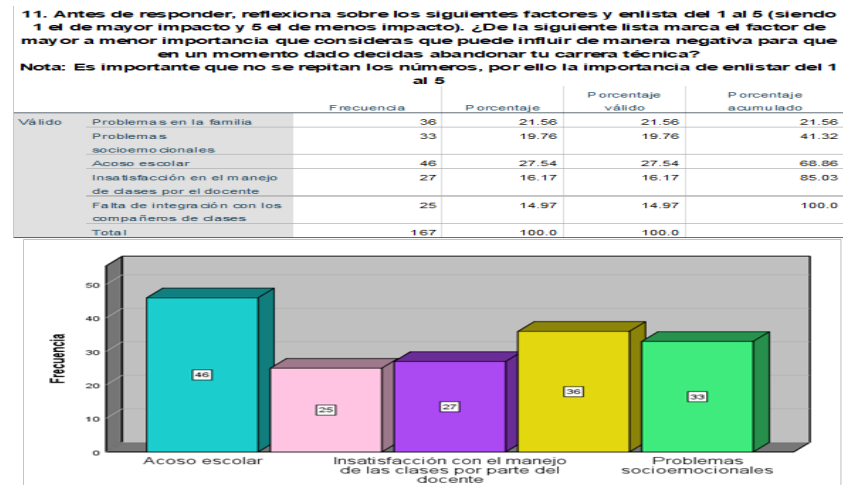 11. Antes de responder, reflexiona sobre los siguientes factores y enlista del 1 al 5 (siendo
1 el de mayor impacto y 5 el de menos impacto). ¿De la siguiente lista marca el factor de
mayor a menor importancia que consideras que puede influir de manera negativa para que
en un momento dado decidas abandonar tu carrera técnica?
Nota: Es importante que no se repitan los números, por ello la importancia de enlistar del 1
al 5
Frecuencia Porcentaje Porcentaje válido Porcentaje acumulado
Válido Problemas en la familia 36 21.56 21.56 21.56
Problemas socioemocionales 33 19.76 19.76 41.32
Acoso escolar 46 27.54 27.54 68.86
Insatisfacción en el manejo de clases por el docente 27 16.17 16.17 85.03
Falta de integración con los compañeros de clases 25 14.97 14.97 100.0
Total 167 100.0 100.0
Frecuencia
50
40
30
20
10
0
46
25
27
36
33
Acoso escolar
Insatisfacción con el manejo
de las clases por parte del
docente
Problemas
socioemocionales